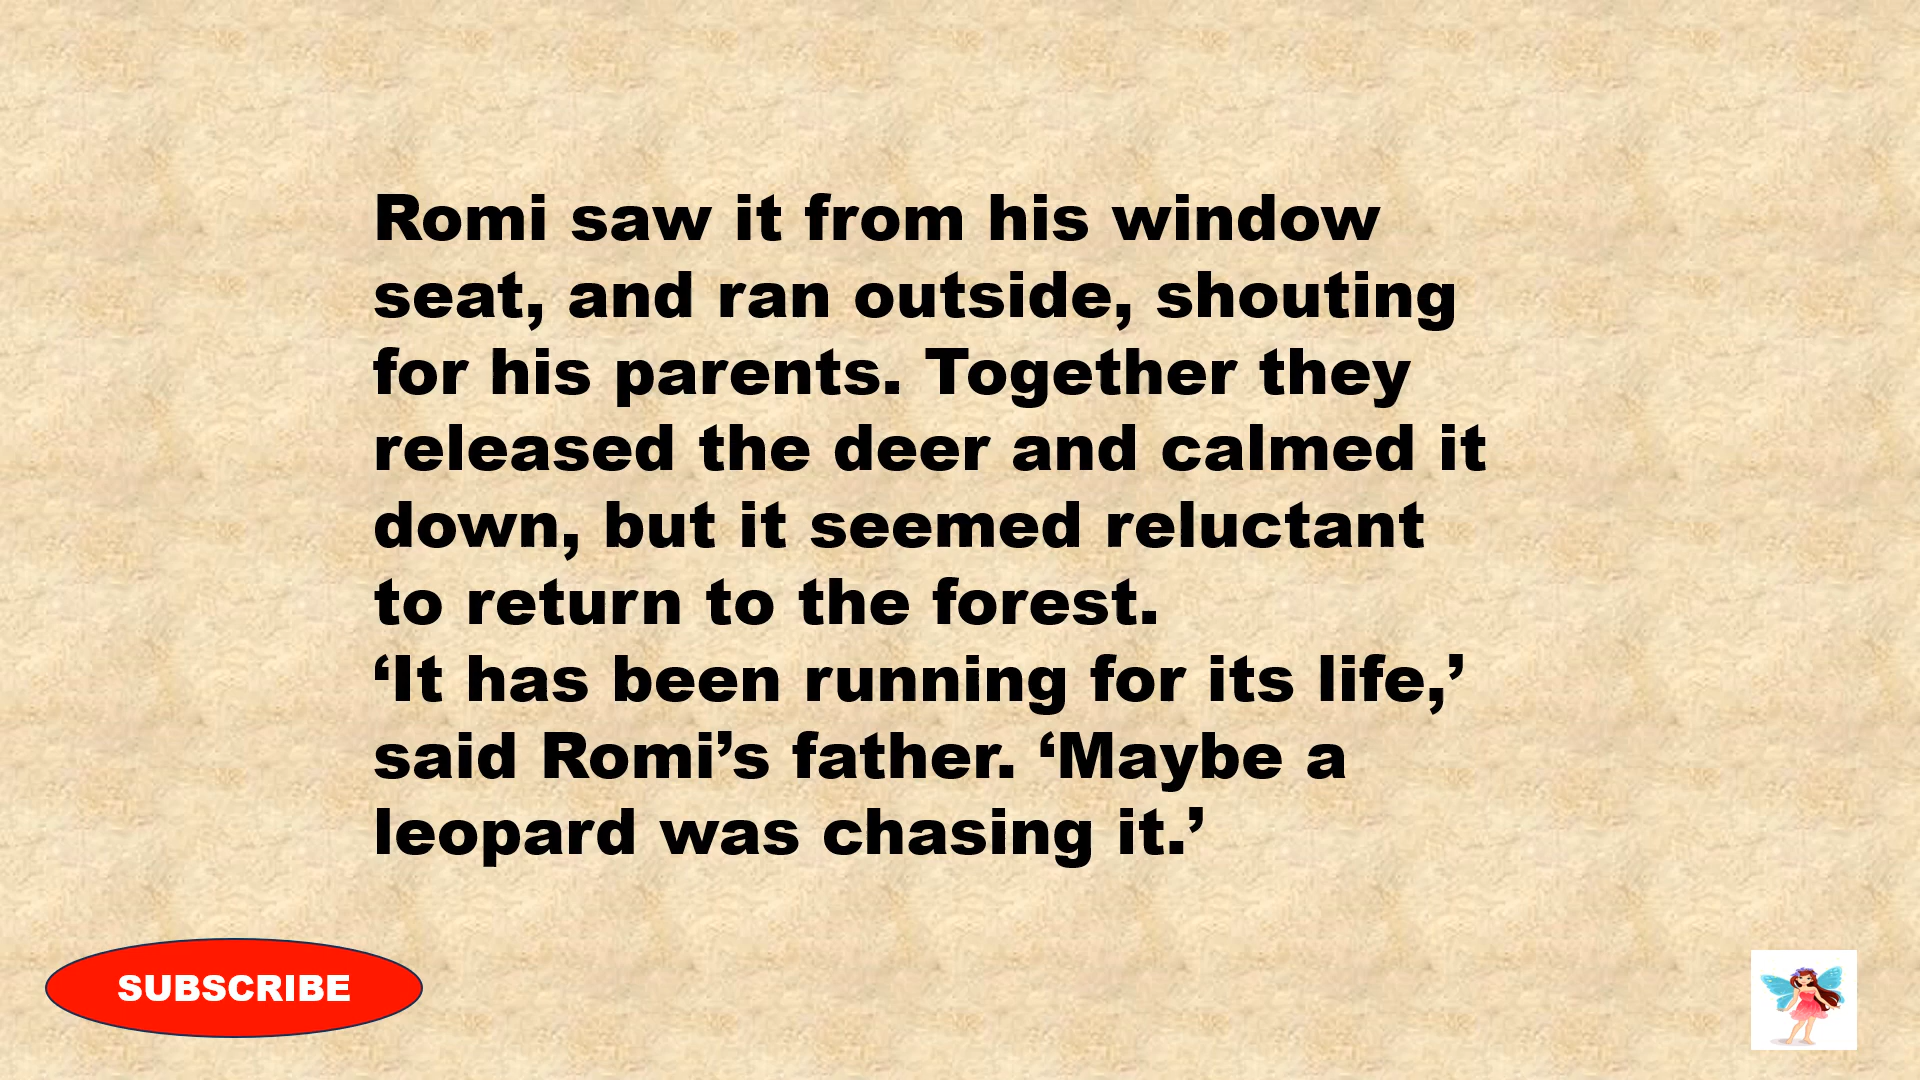 Romi saw it from his window
seat, and ran outside, shouting
for his parents. Together they
released the deer and calmed it
down, but it seemed reluctant
to return to the forest.
‘It has been running for its life,’
said Romi’s father. ‘Maybe a
leopard was chasing it.’
SUBSCRIBE